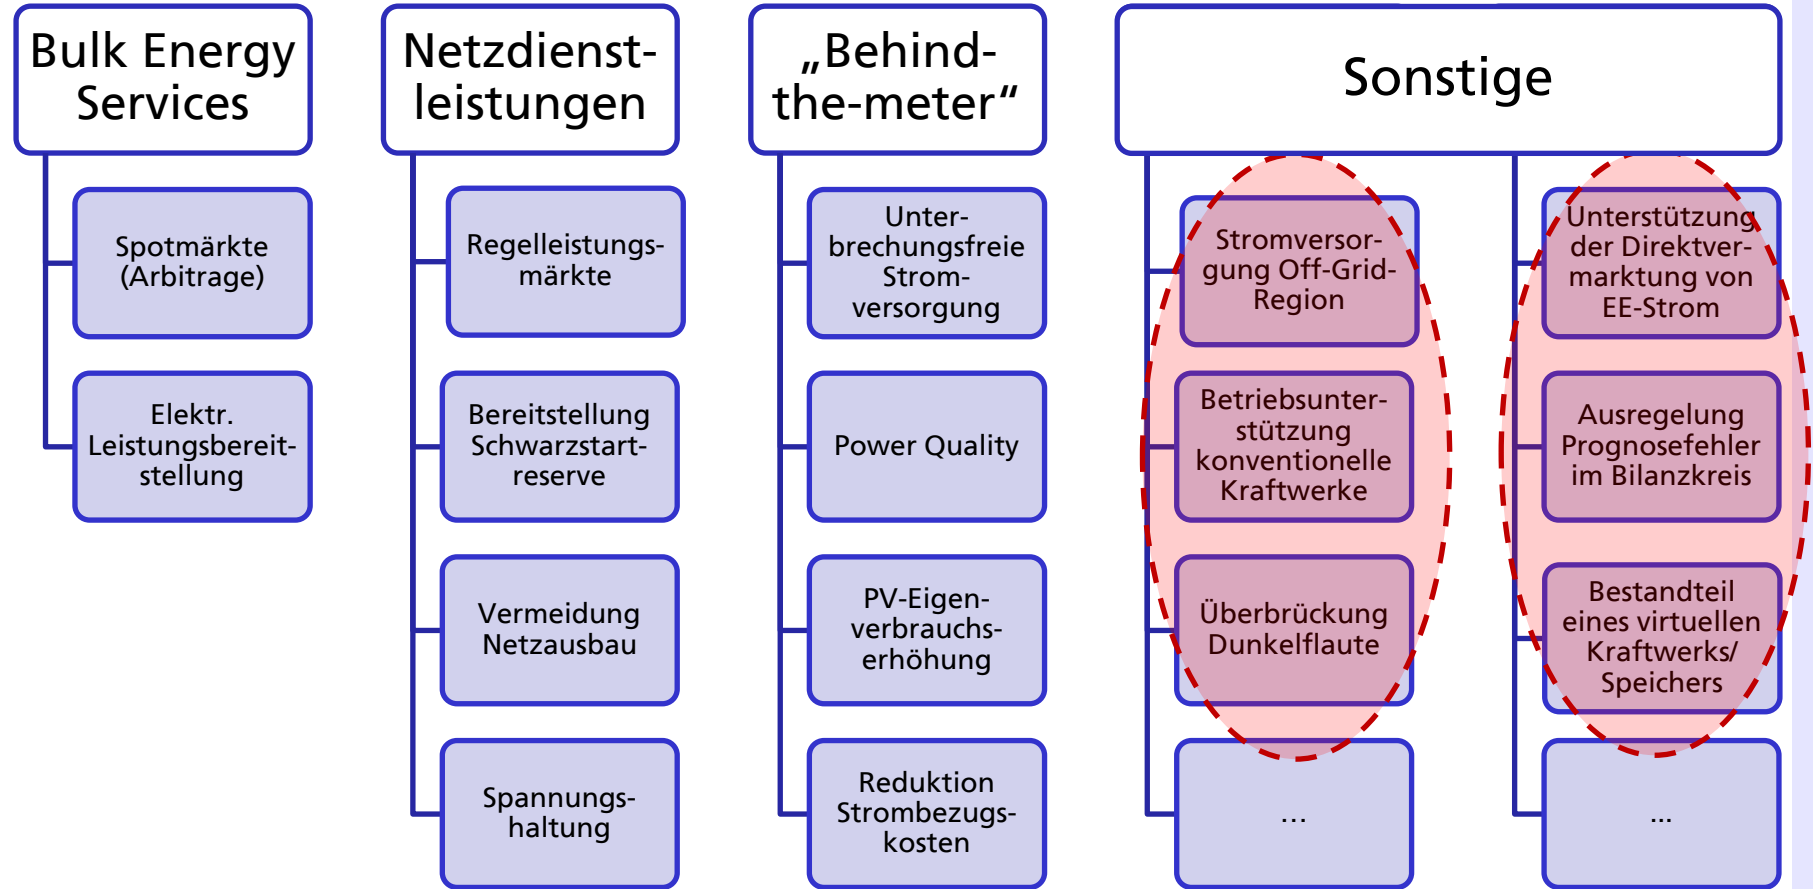 Bulk Energy
Services
Spotmärkte
(Arbitrage)
Elektr.
Leistungsbereit-
stellung
Netzdienst-
leistungen
Regelleistungs-
märkte
Bereitstellung
Schwarzstart-
reserve
Vermeidung
Netzausbau
Spannungs-
haltung
„Behind-
the-meter“
Unter-
brechungsfreie
Strom-
versorgung
Power Quality
PV-Eigen-
verbrauchs-
erhöhung
Reduktion
Strombezugs-
kosten
Sonstige
Stromversor-
gung Off-Grid-
Region
Betriebsunter-
stützung
konventionelle
Kraftwerke
Überbrückung
Dunkelflaute
…
Unterstützung
der Direktver-
marktung von
EE-Strom
Ausregelung
Prognosefehler
im Bilanzkreis
Bestandteil
eines virtuellen
Kraftwerks/
Speichers
...